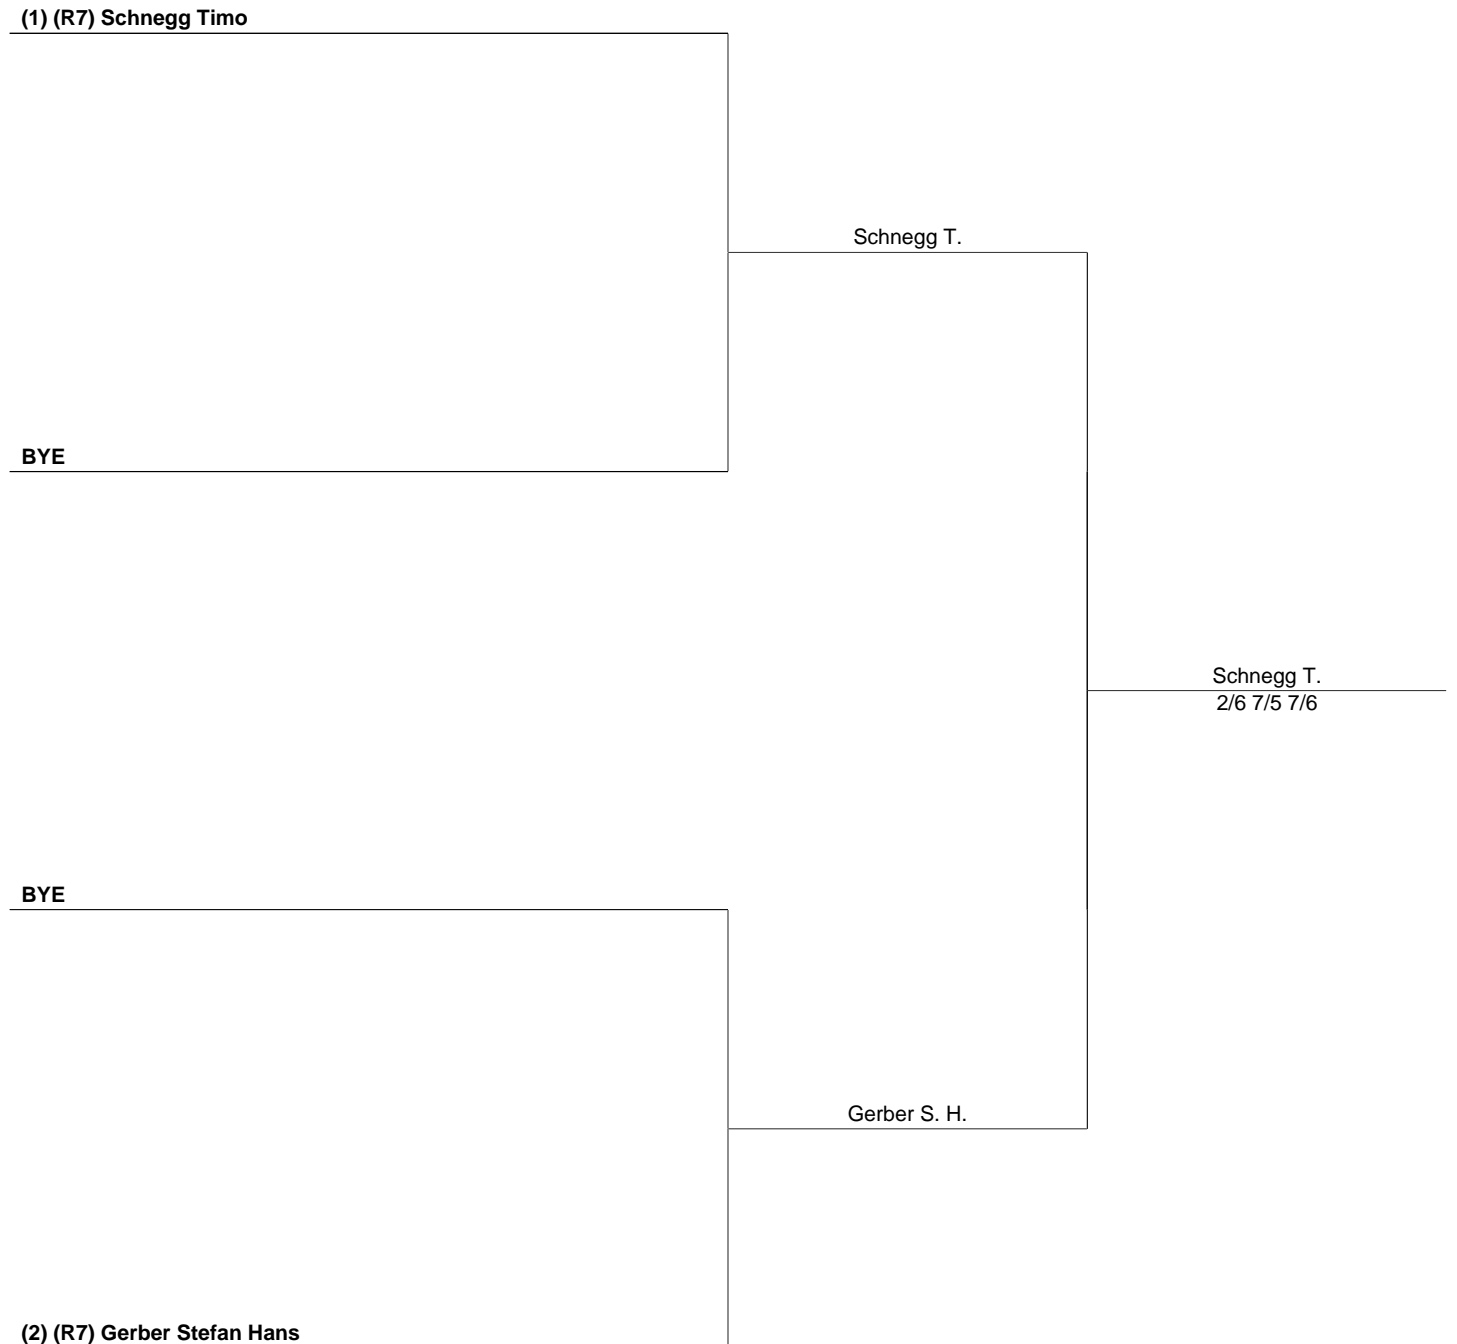 (1) (R7) Schnegg Timo
Schnegg T.
BYE
Schnegg T.
2/6 7/5 7/6
BYE
Gerber S. H.
(2) (R7) Gerber Stefan Hans